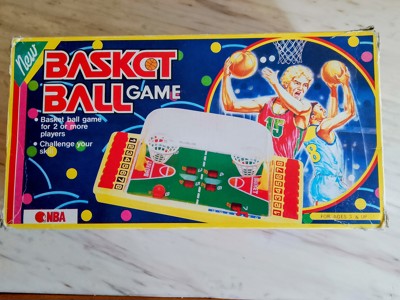 New
BASKET
BALL GAME
• Basket ball game
for 2 or more
players
• Challenge your
15
8
NBA
FOR AGES